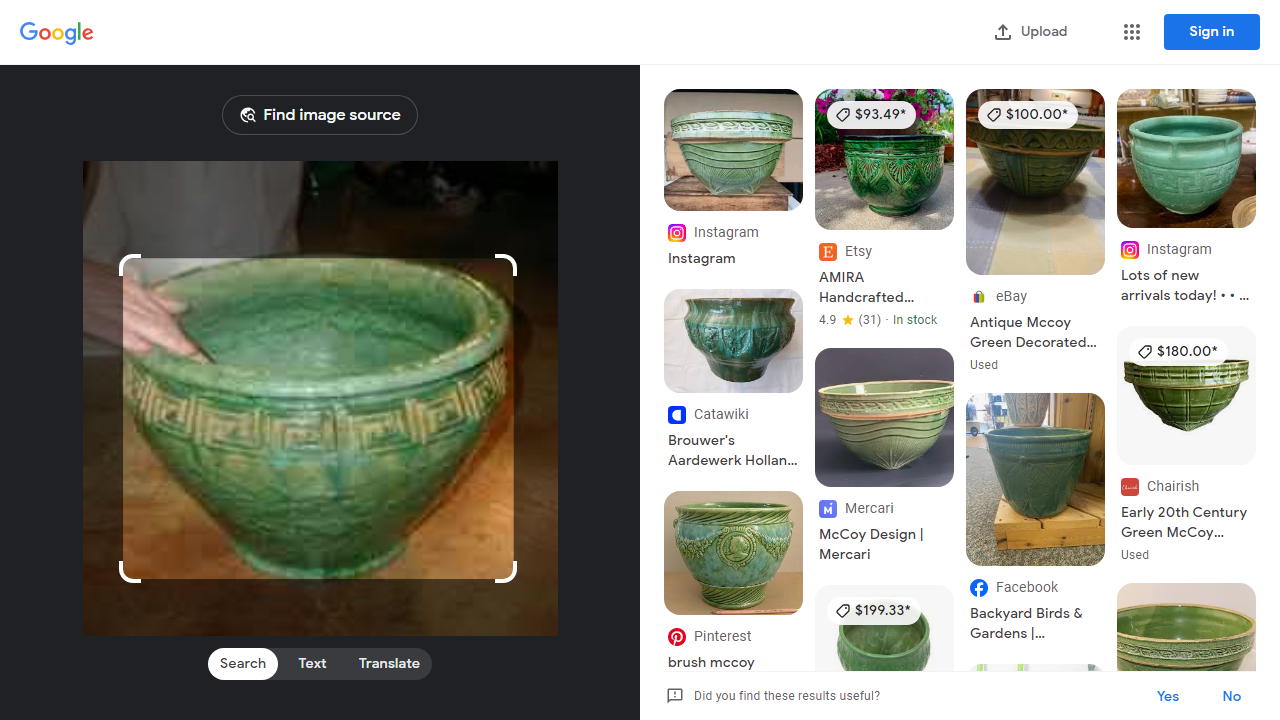 Google
Upload
Sign in
Find image source
Search
Text
Translate
Instagram
Instagram
Catawiki
Brouwer's
Aardewerk Hollan...
Pinterest
brush mccoy
$93.49*
Etsy
AMIRA
Handcrafted...
4.9 (31) · In stock
Mercari
McCoy Design |
Mercari
$199.33*
$100.00*
eBay
Antique Mccoy
Green Decorated...
Used
Facebook
Backyard Birds &
Gardens |...
Instagram
Lots of new
arrivals today! • • ...
$180.00*
Chairish
Early 20th Century
Green McCoy...
Used
Did you find these results useful?
Yes
No